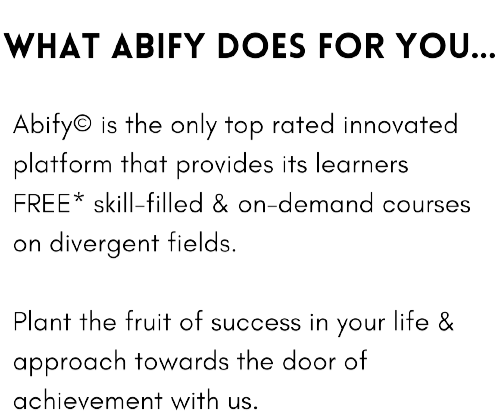 WHAT ABIFY DOES FOR YOU...
Abify© is the only top rated innovated
platform that provides its learners
FREE* skill-filled & on-demand courses
on divergent fields.
Plant the fruit of success in your life &
approach towards the door of
achievement with us.